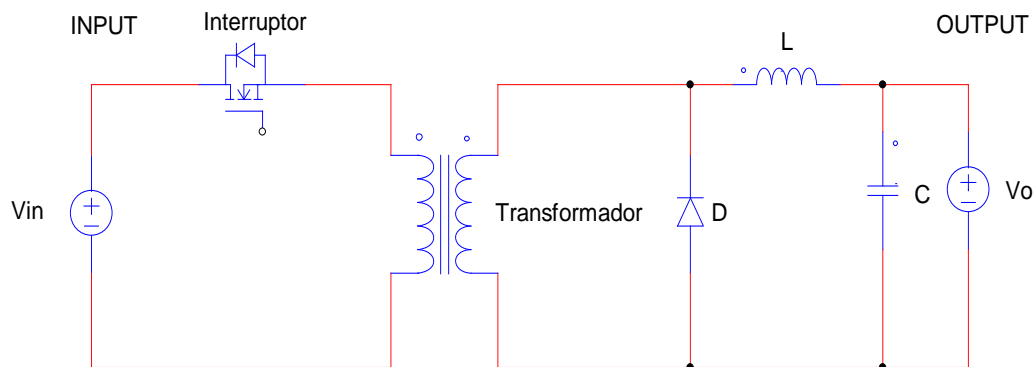 INPUT
Interruptor
L
OUTPUT
Vin
Transformador
D
C
Vo